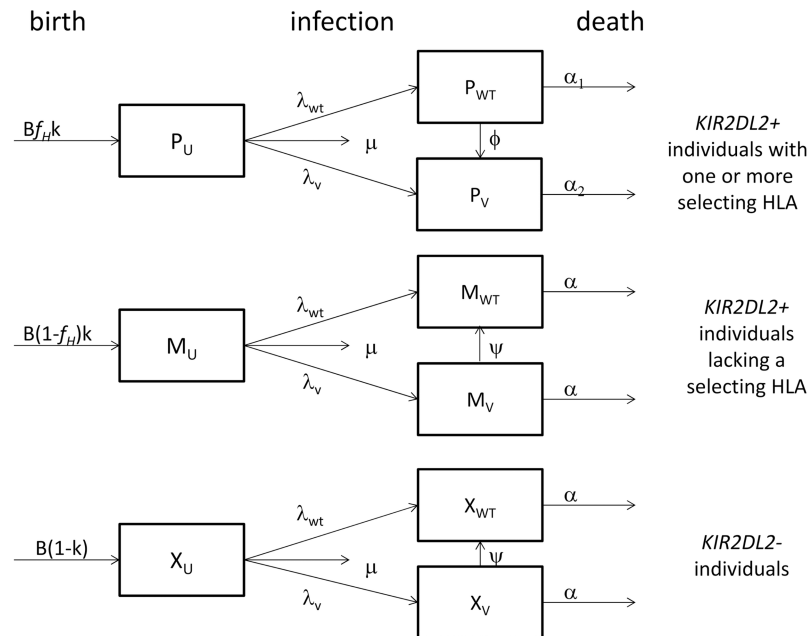 birth infection death
Bf_Hk
P_U
λ_wt
μ
λ_v
P_WT
ϕ
P_V
α_1
α_2
KIR2DL2+
individuals with
one or more
selecting HLA
B(1-f_H)k
M_U
λ_wt
μ
λ_v
M_WT
ψ
M_V
α
α
KIR2DL2+
individuals
lacking a
selecting HLA
B(1-k)
X_U
λ_wt
μ
λ_v
X_WT
ψ
X_V
α
α
KIR2DL2-
individuals